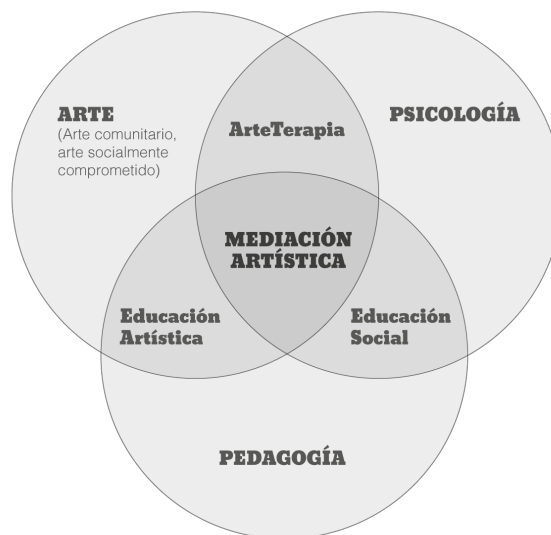 ARTE
(Arte comunitario,
arte socialmente
comprometido)
ArteTerapia
PSICOLOGÍA
MEDIACIÓN
ARTÍSTICA
Educación
Artística
Educación
Social
PEDAGOGÍA